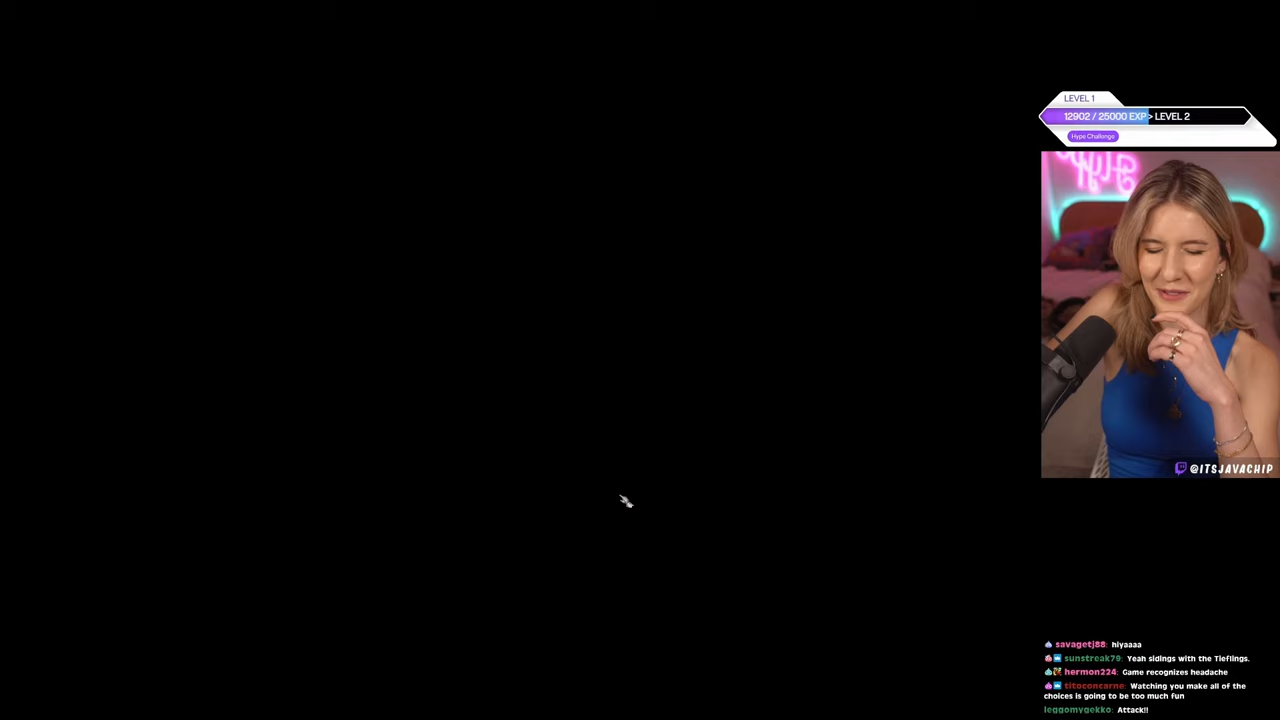 LEVEL 1
12902 / 25000 EXP > LEVEL 2
Hype Challenge
@ITSJAVACHIP
savagetj88: hiyaaaa
sunstreak79: Yeah sidings with the Tieflings.
hermon224: Game recognizes headache
titoconcarne: Watching you make all of the
choices is going to be too much fun
leggomygekko: Attack!!